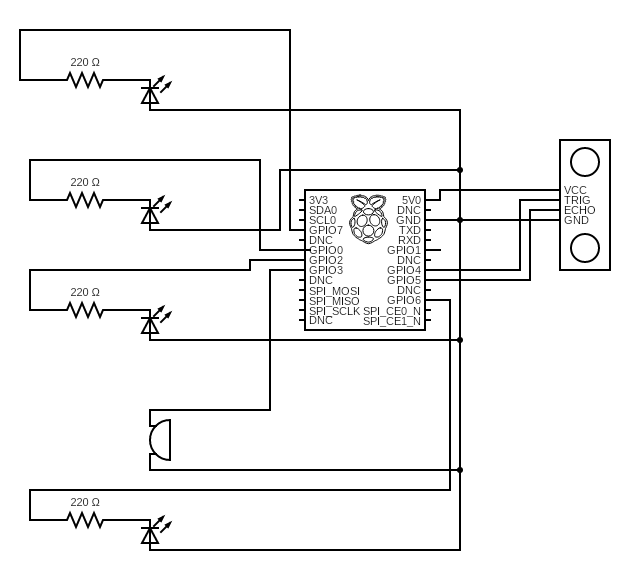 220 Ω
220 Ω
220 Ω
220 Ω
3V3
SDA0
SCL0
GPIO7
DNC
GPIO0
GPIO2
GPIO3
DNC
SPI_MOSI
SPI_MISO
SPI_SCLK
DNC
5V0
DNC
GND
TXD
RXD
GPIO1
DNC
GPIO4
GPIO5
DNC
GPIO6
SPI_CE0_N
SPI_CE1_N
VCC
TRIG
ECHO
GND